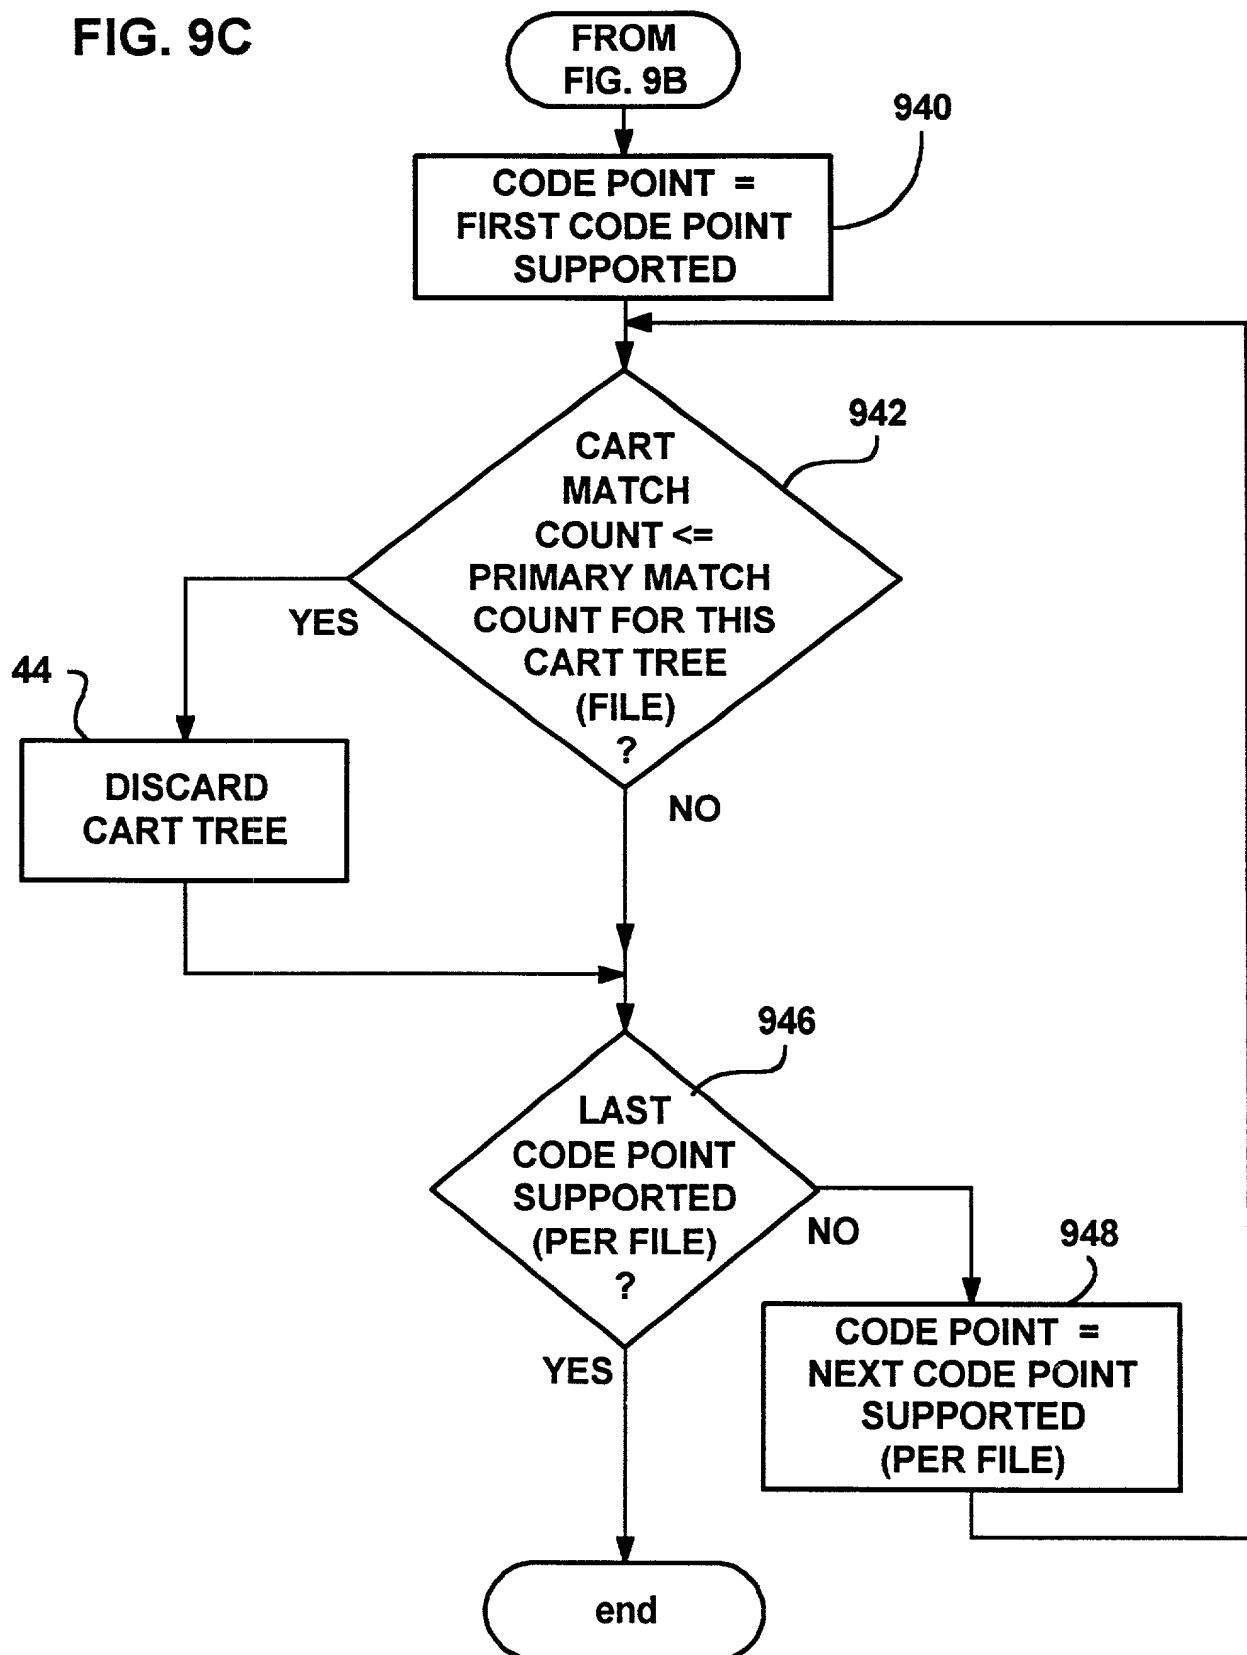 FIG. 9C
FROM
FIG. 9B
940
CODE POINT =
FIRST CODE POINT
SUPPORTED
942
CART
MATCH
COUNT <=
PRIMARY MATCH
COUNT FOR THIS
CART TREE
(FILE)
?
YES
NO
44
DISCARD
CART TREE
946
LAST
CODE POINT
SUPPORTED
(PER FILE)
?
NO
YES
948
CODE POINT =
NEXT CODE POINT
SUPPORTED
(PER FILE)
end